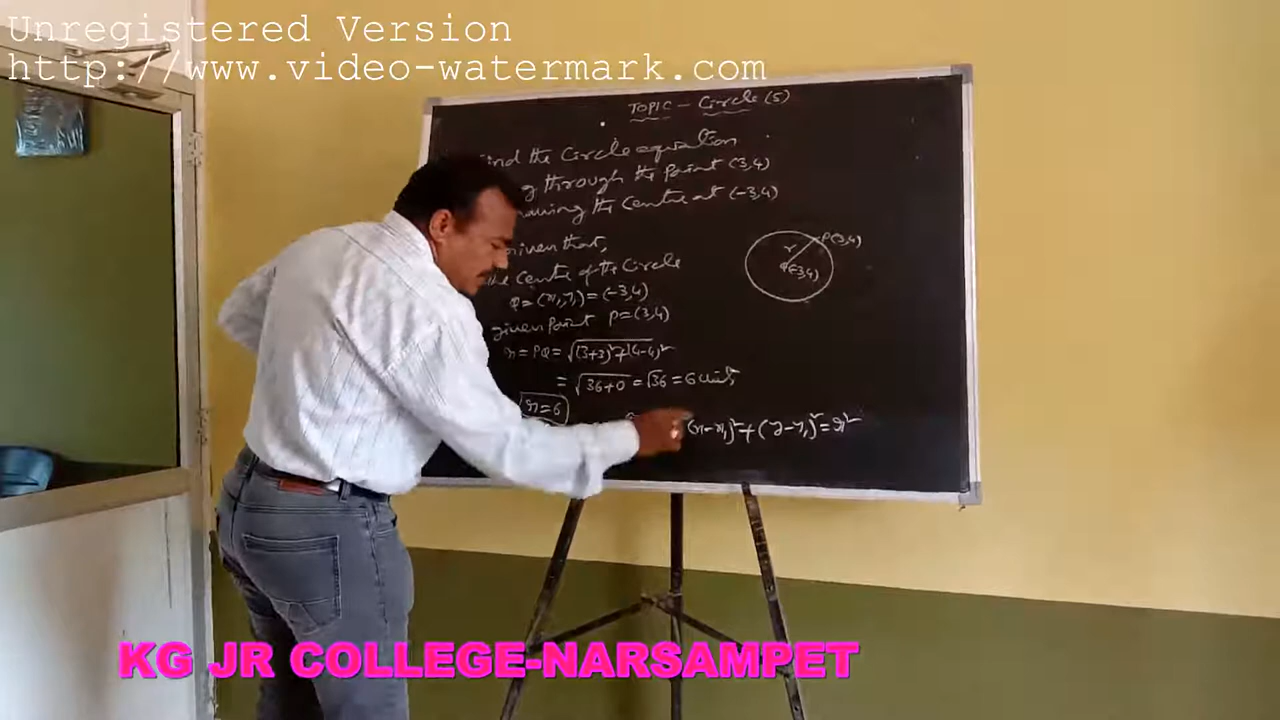 Unregistered Version
http://www.video-watermark.com
TOPIC - Circle (5)
Find the Circle equation
through the point (3,4)
the Centre at (-3,4)
Given that,
the Centre of the Circle
Q = (x₁, y₁) = (-3,4)
given Point P = (3,4)
r = PQ = √(3+3)²+(4-4)²
= √36+0 = √36 = 6 units
r = 6
(x-x₁)²+(y-y₁)² = r²
r
P(3,4)
Q(-3,4)
KG JR COLLEGE-NARSAMPET